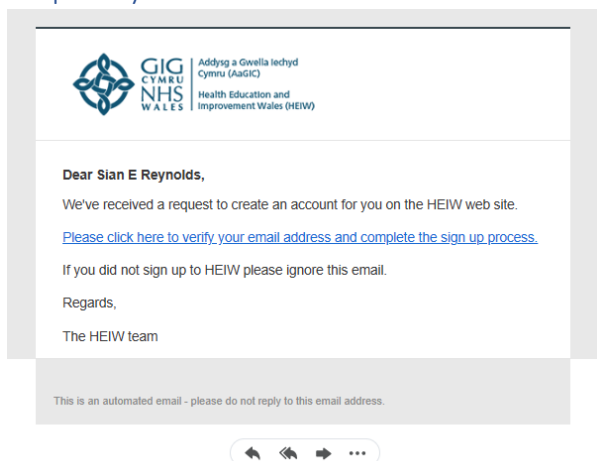 GIG
CYMRU
NHS
WALES
Addysg a Gwella Iechyd
Cymru (AaGIC)
Health Education and
Improvement Wales (HEIW)
Dear Sian E Reynolds,
We've received a request to create an account for you on the HEIW web site.
Please click here to verify your email address and complete the sign up process.
If you did not sign up to HEIW please ignore this email.
Regards,
The HEIW team
This is an automated email - please do not reply to this email address.